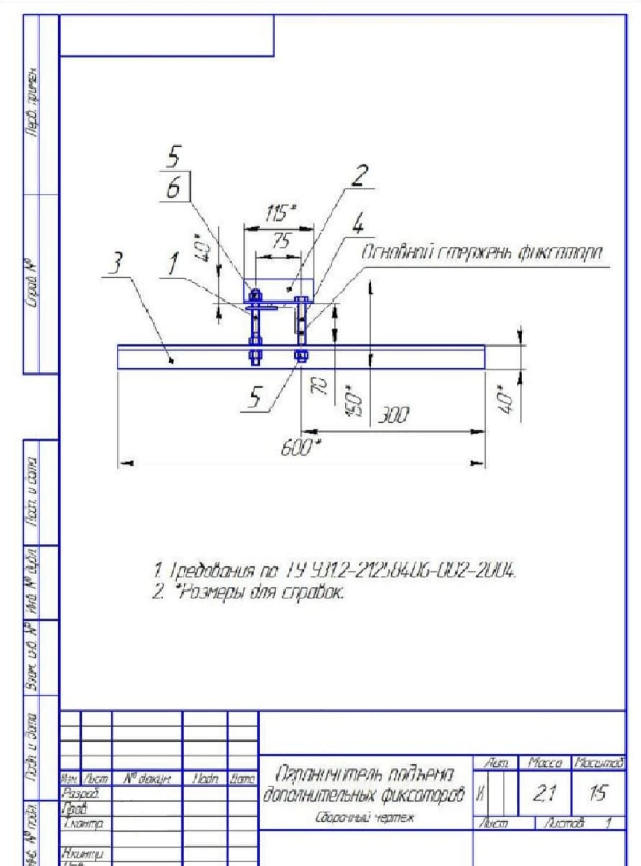 Перв. примен.
Справ. №
Подп. и дата
Инв. № дубл.
Взам. инв. №
Подп. и дата
Инв. № подл.
5
6
2
115*
75
4
40*
3
1
Основной стержень фиксатора
5
70
150*
300
40*
600*
1. Требования по ТУ 9312-21258406-002-2004.
2. *Размеры для справок.
Изм. Лист № докум. Подп. Дата
Разраб.
Пров.
Т.контр.
Н.контр.
Утв.
Ограничитель подъема
дополнительных фиксаторов
Сборочный чертеж
Лит. Масса Масштаб
И 2,1 1:5
Лист Листов 1